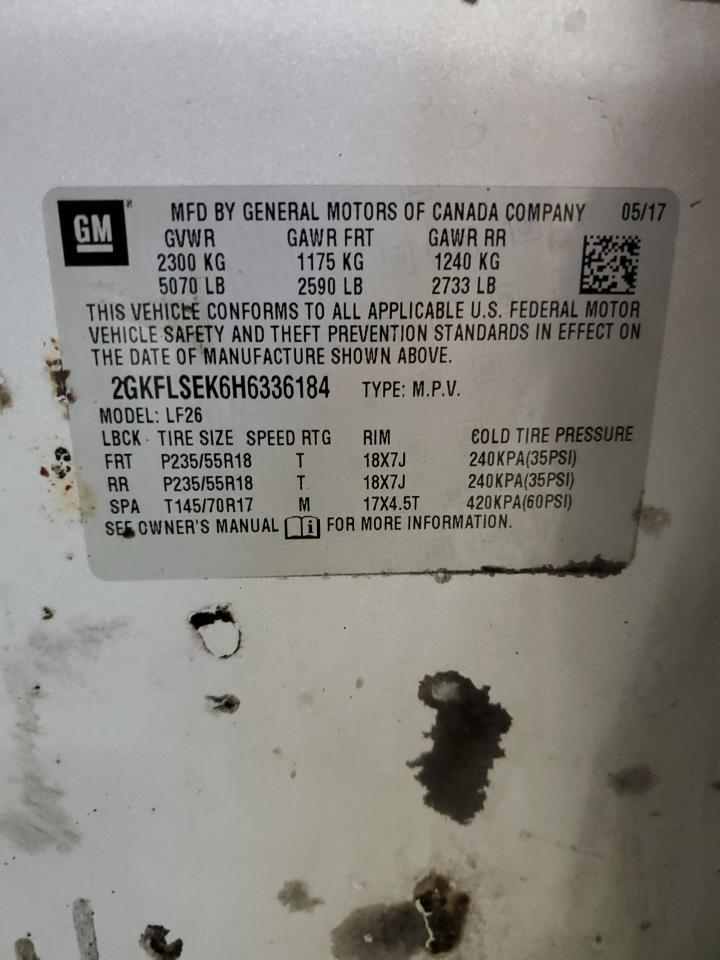 GM MFD BY GENERAL MOTORS OF CANADA COMPANY 05/17
GVWR GAWR FRT GAWR RR
2300 KG 1175 KG 1240 KG
5070 LB 2590 LB 2733 LB
THIS VEHICLE CONFORMS TO ALL APPLICABLE U.S. FEDERAL MOTOR
VEHICLE SAFETY AND THEFT PREVENTION STANDARDS IN EFFECT ON
THE DATE OF MANUFACTURE SHOWN ABOVE.
2GKFLSEK6H6336184 TYPE: M.P.V.
MODEL: LF26
LBCK TIRE SIZE SPEED RTG RIM COLD TIRE PRESSURE
FRT P235/55R18 T 18X7J 240KPA(35PSI)
RR P235/55R18 T 18X7J 240KPA(35PSI)
SPA T145/70R17 M 17X4.5T 420KPA(60PSI)
SEE OWNER'S MANUAL FOR MORE INFORMATION.